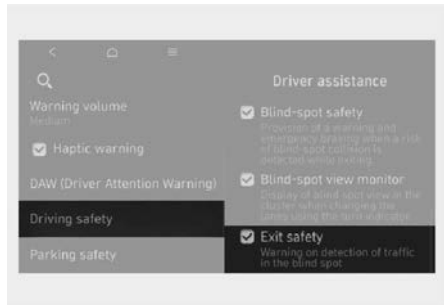 Warning volume
Medium
Haptic warning
DAW (Driver Attention Warning)
Driving safety
Parking safety
Driver assistance
Blind-spot safety
Provision of a warning and
emergency braking when a risk
of blind-spot collision is
detected while exiting.
Blind-spot view monitor
Display of blind spot view in the
cluster when changing the
lanes using the turn indicator
Exit safety
Warning on detection of traffic
in the blind spot